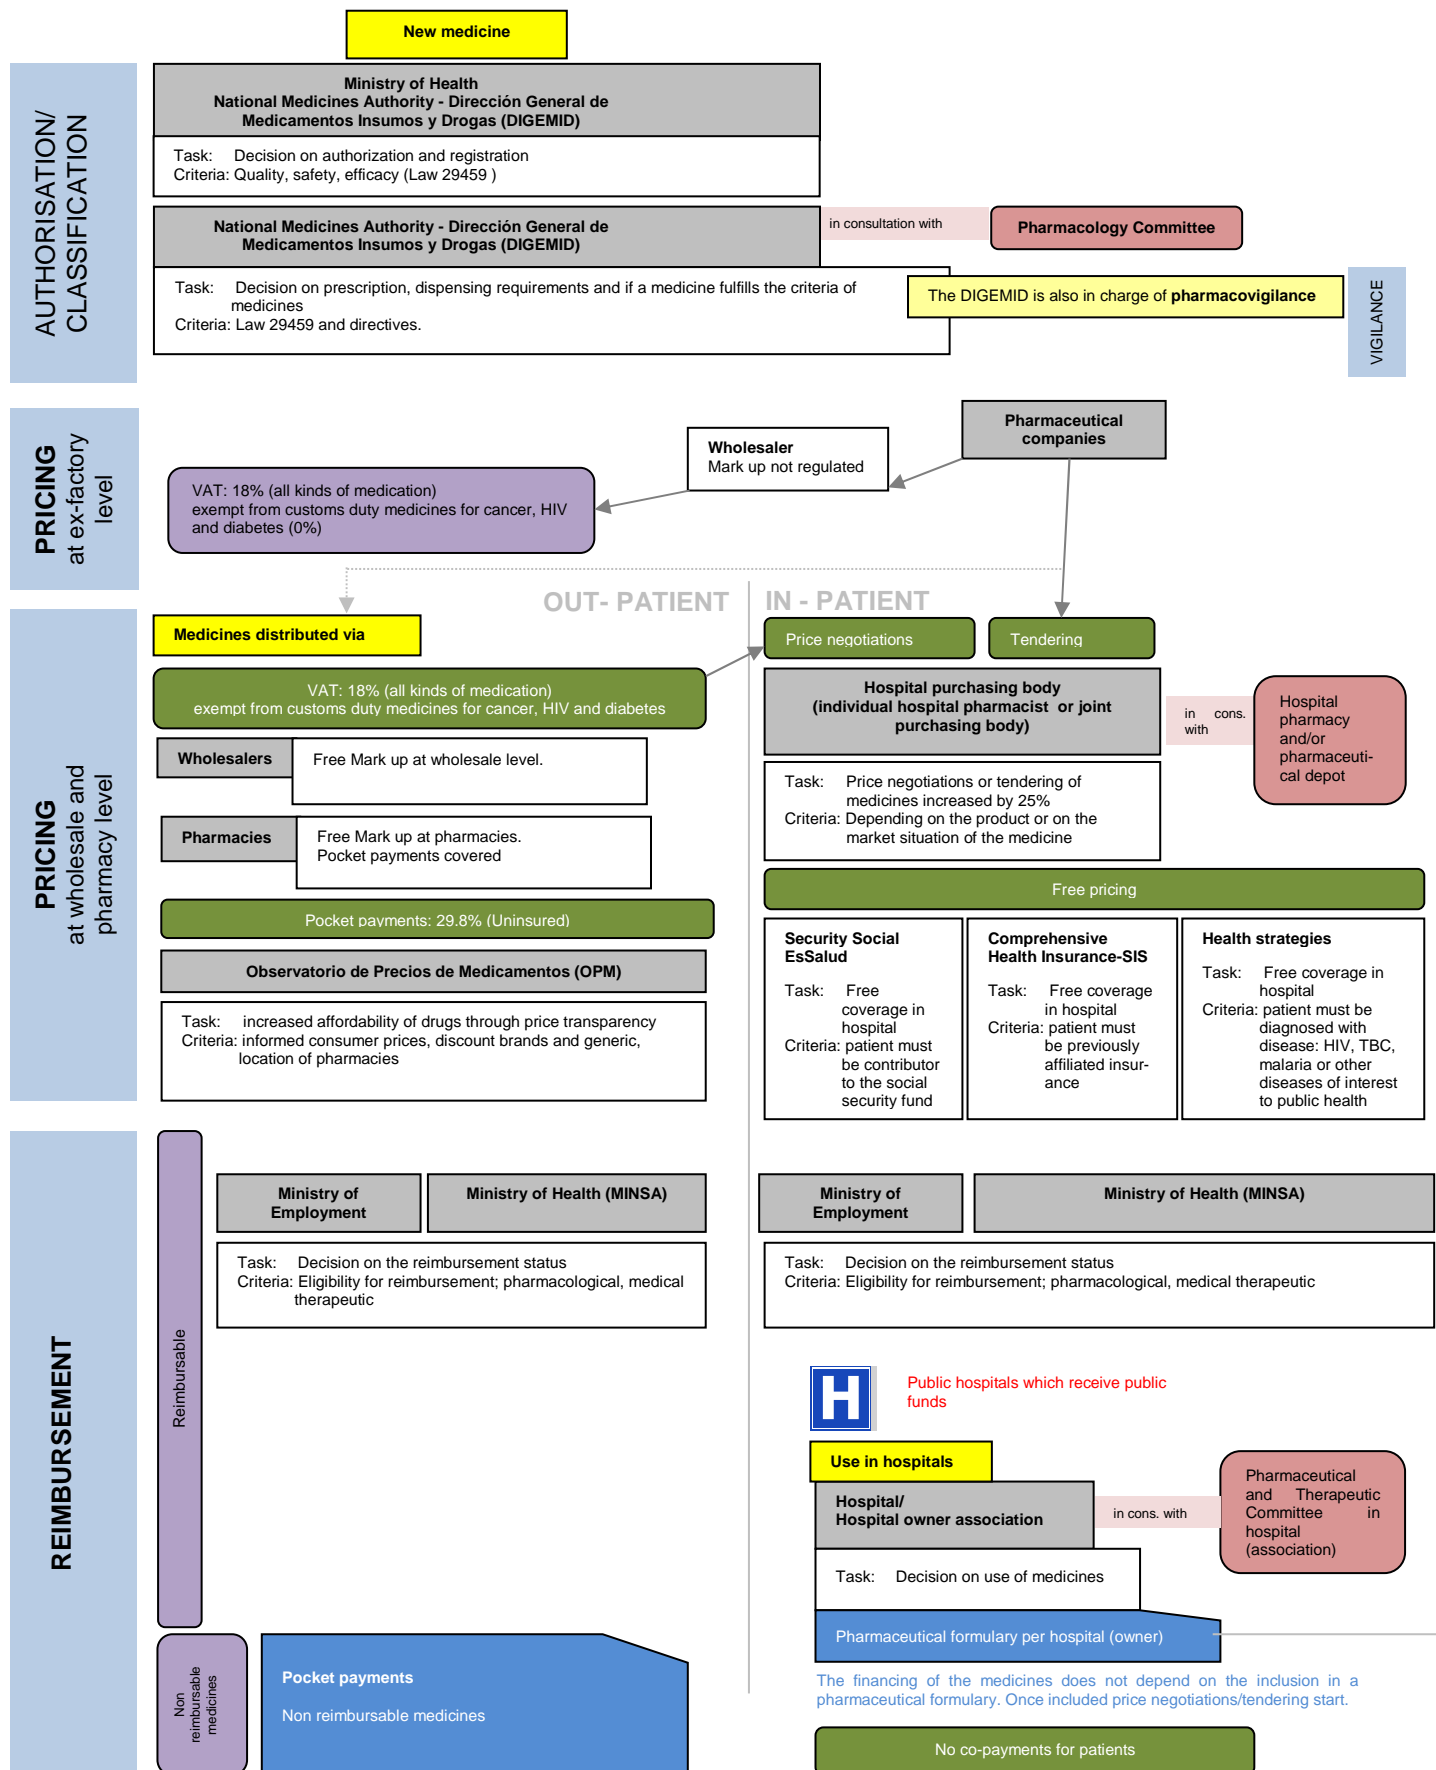 New medicine
AUTHORISATION/
CLASSIFICATION
Ministry of Health
National Medicines Authority - Dirección General de
Medicamentos Insumos y Drogas (DIGEMID)
Task: Decision on authorization and registration
Criteria: Quality, safety, efficacy (Law 29459 )
National Medicines Authority - Dirección General de
Medicamentos Insumos y Drogas (DIGEMID)
in consultation with
Pharmacology Committee
Task: Decision on prescription, dispensing requirements and if a medicine fulfills the criteria of
medicines
Criteria: Law 29459 and directives.
The DIGEMID is also in charge of pharmacovigilance
VIGILANCE
PRICING
at ex-factory
level
Pharmaceutical
companies
Wholesaler
Mark up not regulated
VAT: 18% (all kinds of medication)
exempt from customs duty medicines for cancer, HIV
and diabetes (0%)
OUT- PATIENT
IN - PATIENT
PRICING
at wholesale and
pharmacy level
Medicines distributed via
VAT: 18% (all kinds of medication)
exempt from customs duty medicines for cancer, HIV and diabetes
Wholesalers
Free Mark up at wholesale level.
Pharmacies
Free Mark up at pharmacies.
Pocket payments covered
Pocket payments: 29.8% (Uninsured)
Observatorio de Precios de Medicamentos (OPM)
Task: increased affordability of drugs through price transparency
Criteria: informed consumer prices, discount brands and generic,
location of pharmacies
Price negotiations
Tendering
Hospital purchasing body
(individual hospital pharmacist or joint
purchasing body)
in cons.
with
Hospital
pharmacy
and/or
pharmaceuti-
cal depot
Task: Price negotiations or tendering of
medicines increased by 25%
Criteria: Depending on the product or on the
market situation of the medicine
Free pricing
Security Social
EsSalud
Task: Free
coverage in
hospital
Criteria: patient must
be contributor
to the social
security fund
Comprehensive
Health Insurance-SIS
Task: Free coverage
in hospital
Criteria: patient must
be previously
affiliated insur-
ance
Health strategies
Task: Free coverage in
hospital
Criteria: patient must be
diagnosed with
disease: HIV, TBC,
malaria or other
diseases of interest
to public health
REIMBURSEMENT
Reimbursable
Ministry of
Employment
Ministry of Health (MINSA)
Task: Decision on the reimbursement status
Criteria: Eligibility for reimbursement; pharmacological, medical
therapeutic
Ministry of
Employment
Ministry of Health (MINSA)
Task: Decision on the reimbursement status
Criteria: Eligibility for reimbursement; pharmacological, medical therapeutic
H
Public hospitals which receive public
funds
Use in hospitals
Hospital/
Hospital owner association
in cons. with
Pharmaceutical
and Therapeutic
Committee in
hospital
(association)
Task: Decision on use of medicines
Pharmaceutical formulary per hospital (owner)
The financing of the medicines does not depend on the inclusion in a
pharmaceutical formulary. Once included price negotiations/tendering start.
No co-payments for patients
Non
reimbursable
medicines
Pocket payments
Non reimbursable medicines